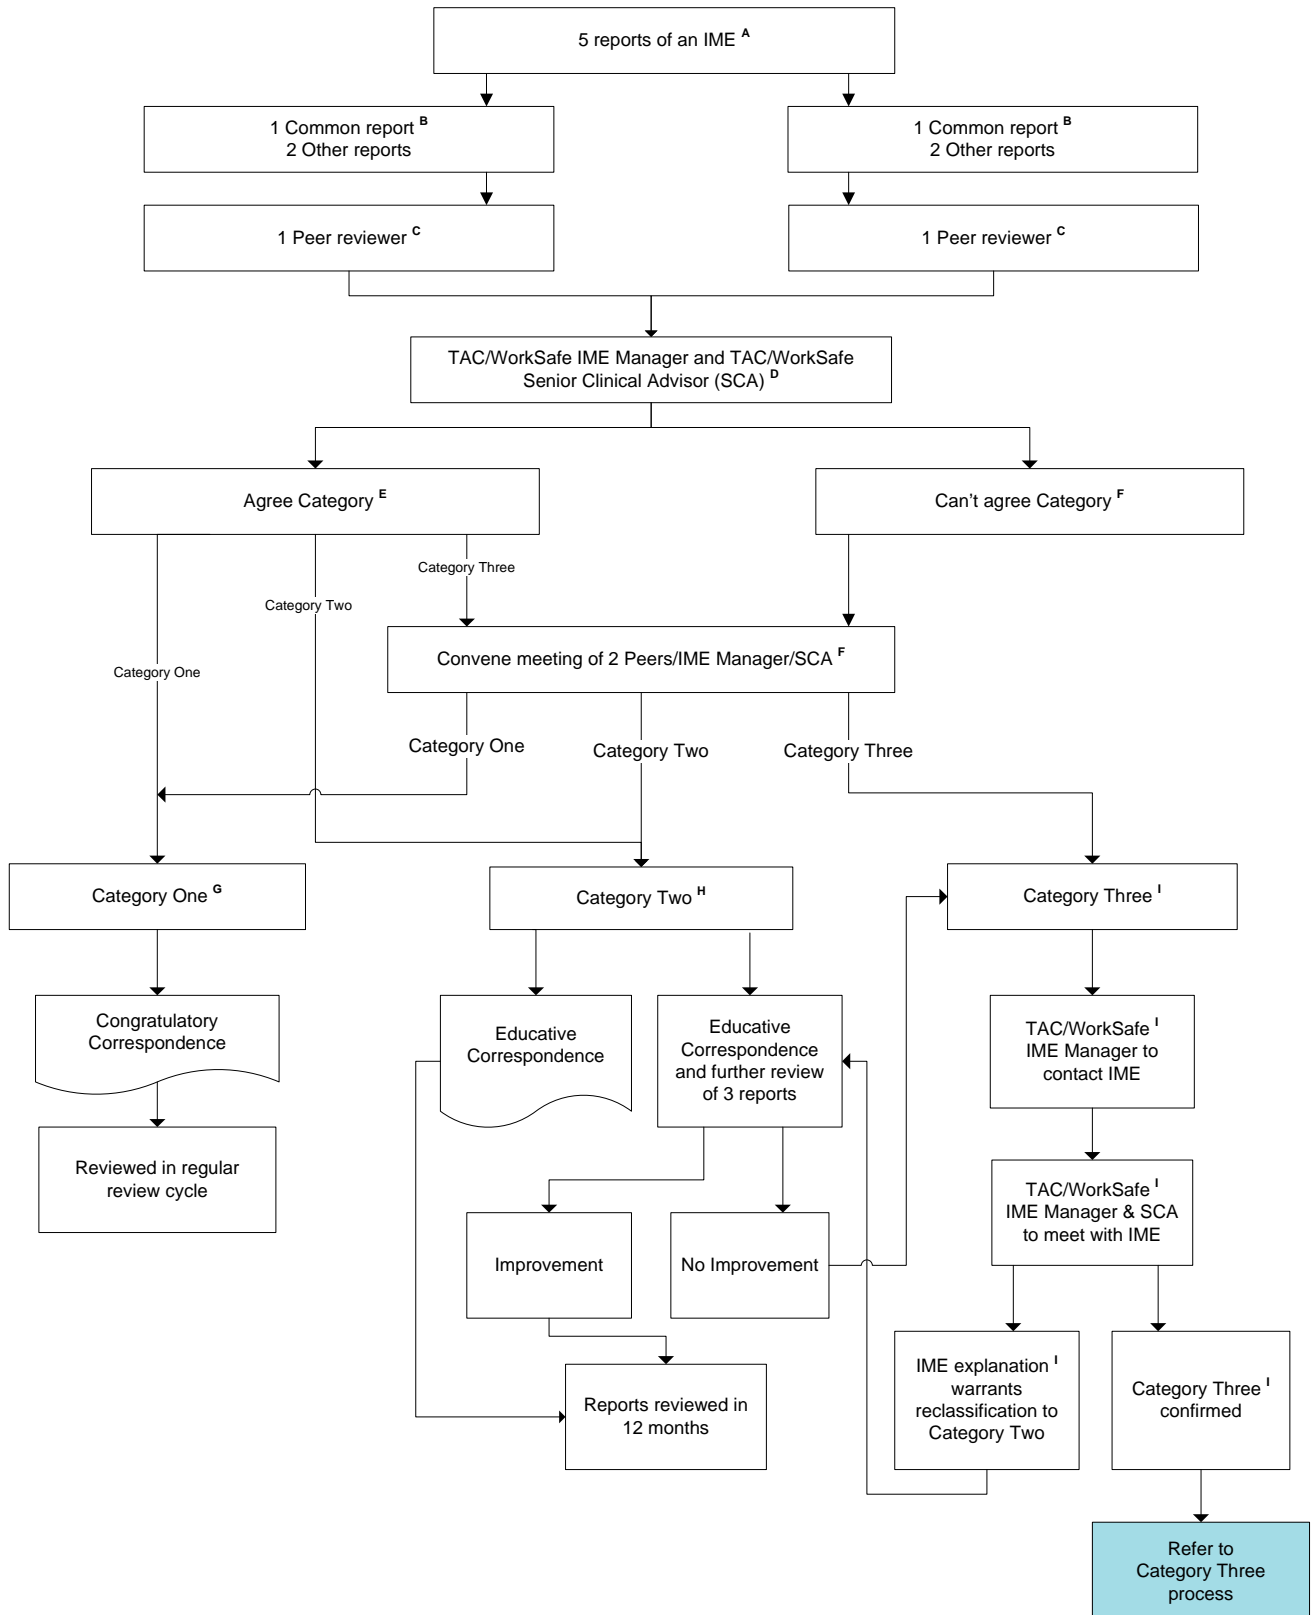 5 reports of an IME A
1 Common report B
2 Other reports
1 Common report B
2 Other reports
1 Peer reviewer C
1 Peer reviewer C
TAC/WorkSafe IME Manager and TAC/WorkSafe
Senior Clinical Advisor (SCA) D
Agree Category E
Can't agree Category F
Category Three
Category Two
Category One
Convene meeting of 2 Peers/IME Manager/SCA F
Category One
Category Two
Category Three
Category One G
Category Two H
Category Three I
Congratulatory
Correspondence
Educative
Correspondence
Educative
Correspondence
and further review
of 3 reports
TAC/WorkSafe I
IME Manager to
contact IME
Reviewed in regular
review cycle
TAC/WorkSafe I
IME Manager & SCA
to meet with IME
Improvement
No Improvement
Reports reviewed in
12 months
IME explanation I
warrants
reclassification to
Category Two
Category Three I
confirmed
Refer to
Category Three
process